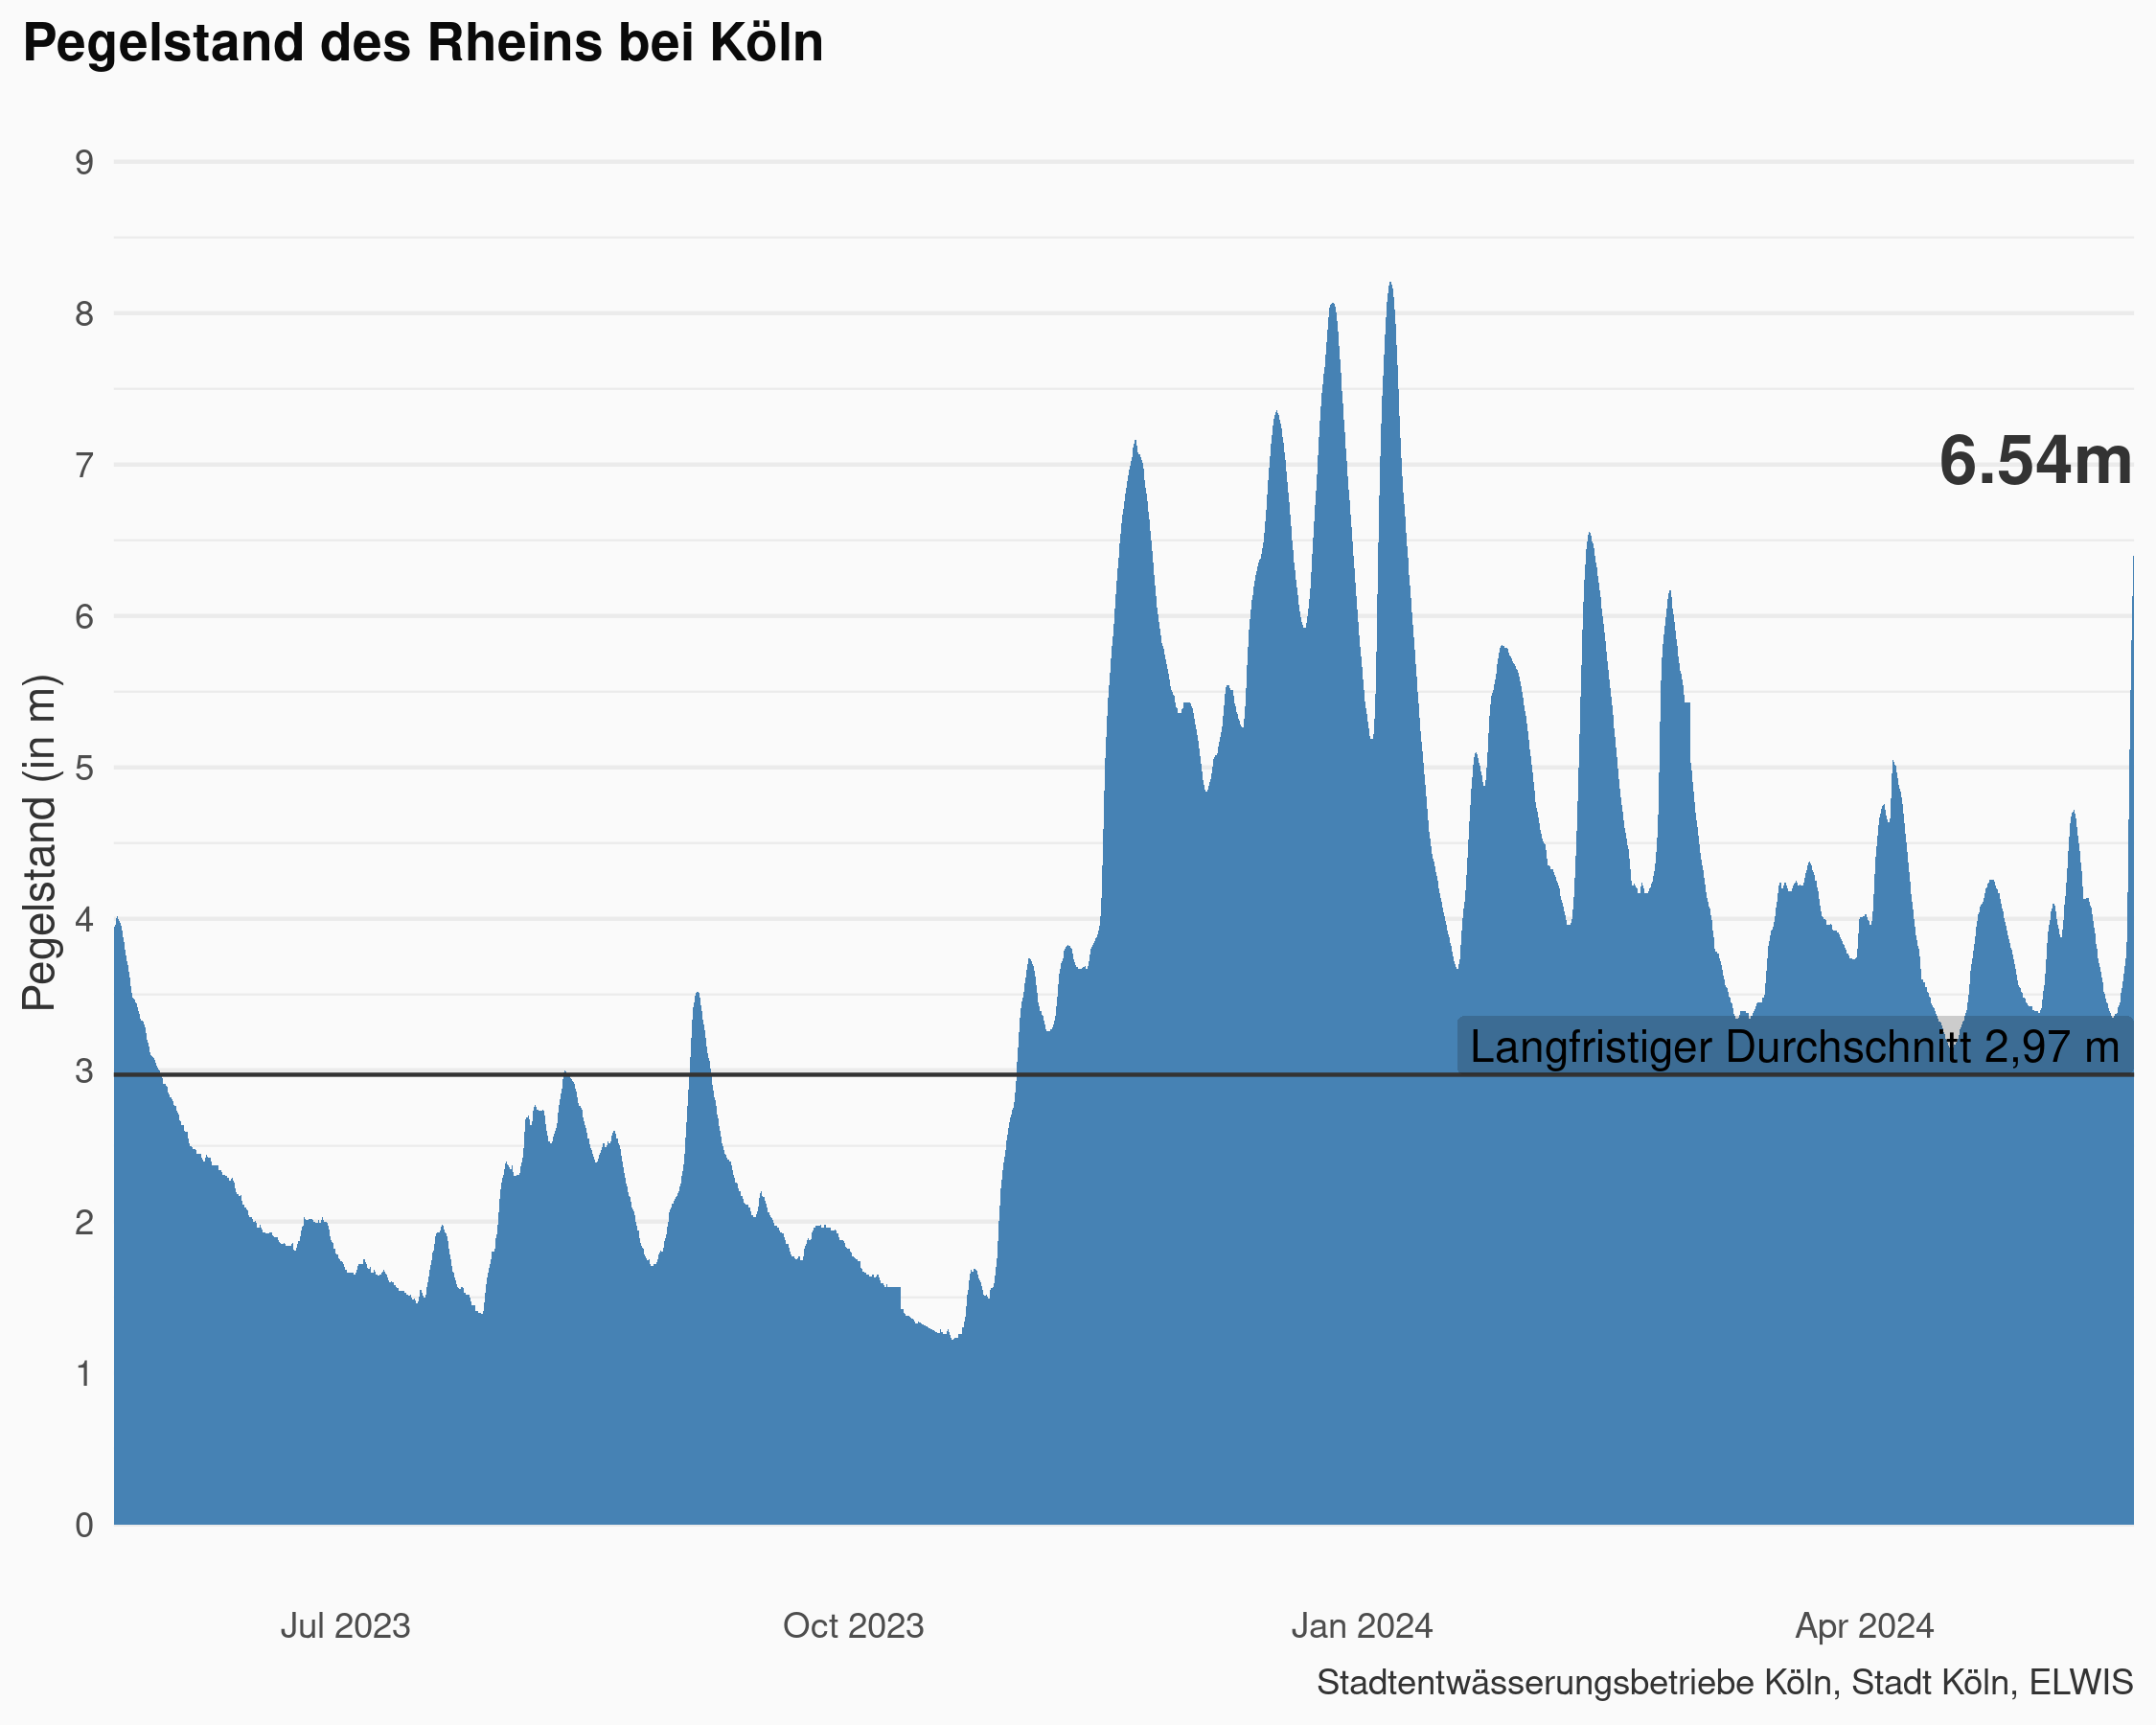 Pegelstand des Rheins bei Köln
Pegelstand (in m)
9
8
7
6
5
4
3
2
1
0
6.54m
Langfristiger Durchschnitt 2,97 m
Jul 2023
Oct 2023
Jan 2024
Apr 2024
Stadtentwässerungsbetriebe Köln, Stadt Köln, ELWIS